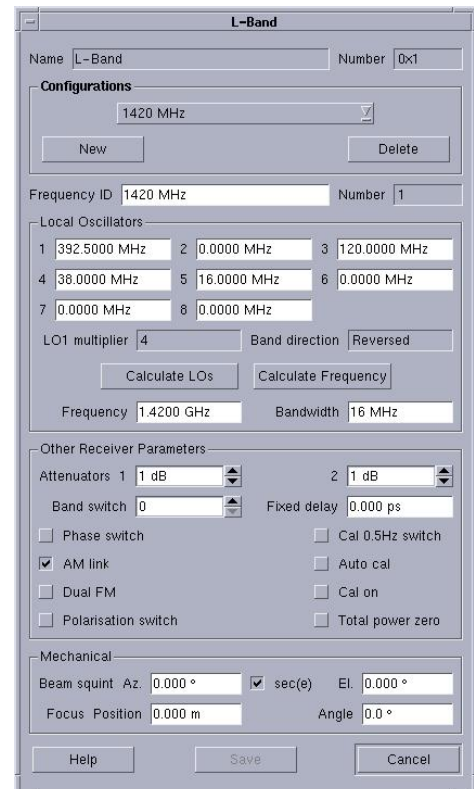 L-Band
Name L-Band Number 0x1
Configurations
1420 MHz
New Delete
Frequency ID 1420 MHz Number 1
Local Oscillators
1 392.5000 MHz 2 0.0000 MHz 3 120.0000 MHz
4 38.0000 MHz 5 16.0000 MHz 6 0.0000 MHz
7 0.0000 MHz 8 0.0000 MHz
LO1 multiplier 4 Band direction Reversed
Calculate LOs Calculate Frequency
Frequency 1.4200 GHz Bandwidth 16 MHz
Other Receiver Parameters
Attenuators 1 1 dB 2 1 dB
Band switch 0 Fixed delay 0.000 ps
Phase switch Cal 0.5Hz switch
AM link Auto cal
Dual FM Cal on
Polarisation switch Total power zero
Mechanical
Beam squint Az. 0.000 ° sec(e) El. 0.000 °
Focus Position 0.000 m Angle 0.0 °
Help Save Cancel